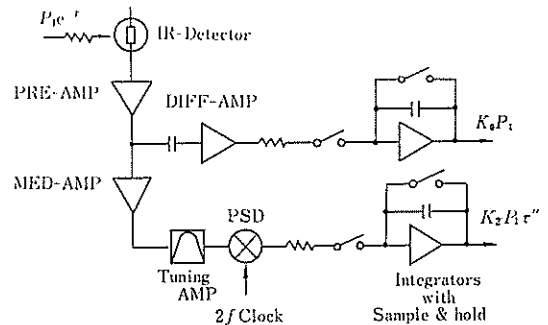 P₁e⁻ᵗ
IR-Detector
PRE-AMP
DIFF-AMP
K₀P₁
MED-AMP
PSD
K₂P₁τ″
Tuning
AMP
2f Clock
Integrators
with
Sample & hold